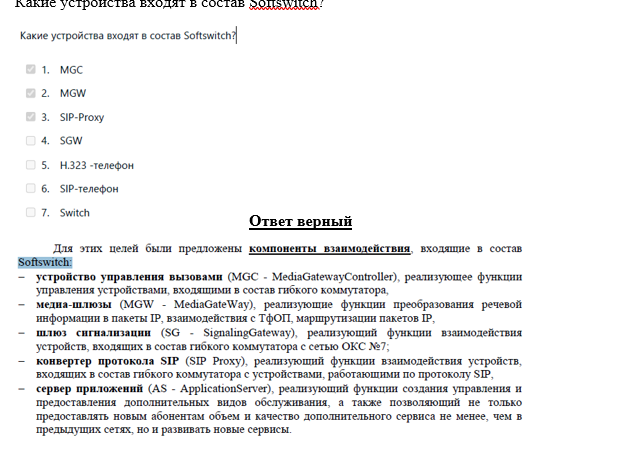 Какие устройства входят в состав Softswitch?
Какие устройства входят в состав Softswitch?
1. MGC
2. MGW
3. SIP-Proxy
4. SGW
5. H.323 -телефон
6. SIP-телефон
7. Switch
Ответ верный
Для этих целей были предложены компоненты взаимодействия, входящие в состав
Softswitch:
– устройство управления вызовами (MGC - MediaGatewayController), реализующее функции
управления устройствами, входящими в состав гибкого коммутатора,
– медиа-шлюзы (MGW - MediaGateWay), реализующие функции преобразования речевой
информации в пакеты IP, взаимодействия с ТфОП, маршрутизации пакетов IP,
– шлюз сигнализации (SG - SignalingGateway), реализующий функции взаимодействия
устройств, входящих в состав гибкого коммутатора с сетью ОКС №7;
– конвертер протокола SIP (SIP Proxy), реализующий функции взаимодействия устройств,
входящих в состав гибкого коммутатора с устройствами, работающими по протоколу SIP,
– сервер приложений (AS - ApplicationServer), реализующий функции создания управления и
предоставления дополнительных видов обслуживания, а также позволяющий не только
предоставлять новым абонентам объем и качество дополнительного сервиса не менее, чем в
предыдущих сетях, но и развивать новые сервисы.